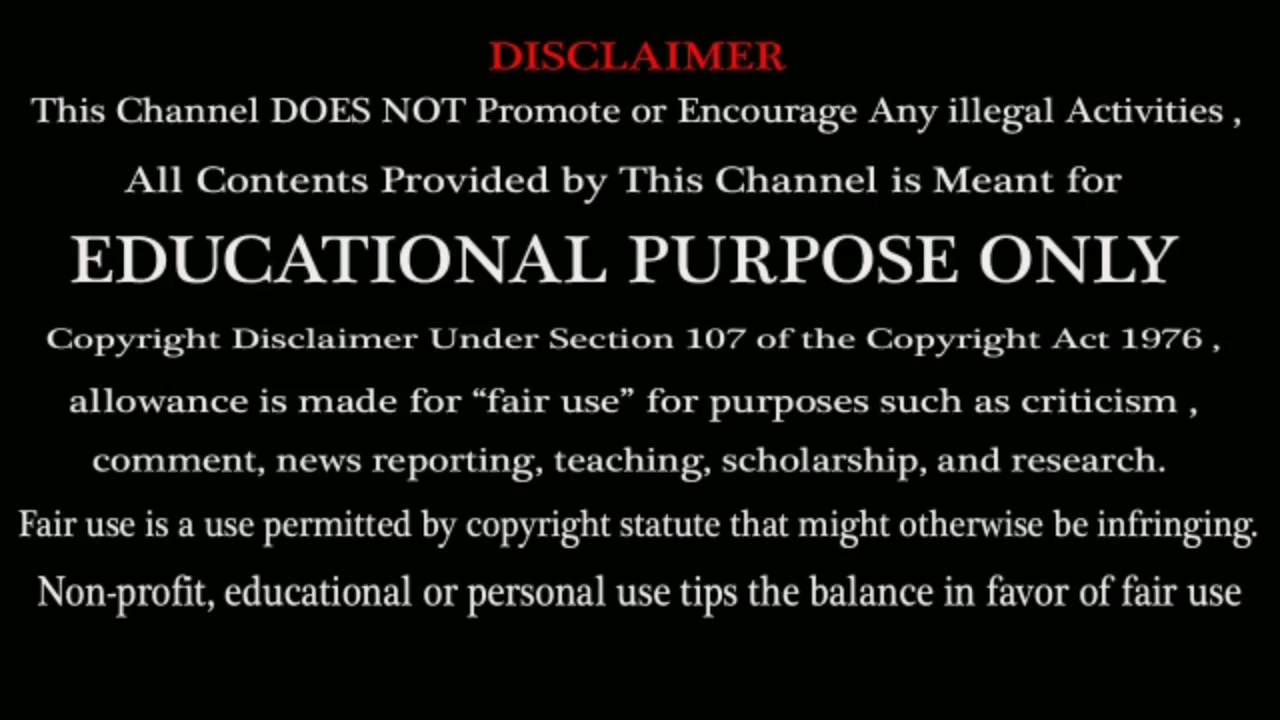 DISCLAIMER
This Channel DOES NOT Promote or Encourage Any illegal Activities ,
All Contents Provided by This Channel is Meant for
EDUCATIONAL PURPOSE ONLY
Copyright Disclaimer Under Section 107 of the Copyright Act 1976 ,
allowance is made for “fair use” for purposes such as criticism ,
comment, news reporting, teaching, scholarship, and research.
Fair use is a use permitted by copyright statute that might otherwise be infringing.
Non-profit, educational or personal use tips the balance in favor of fair use